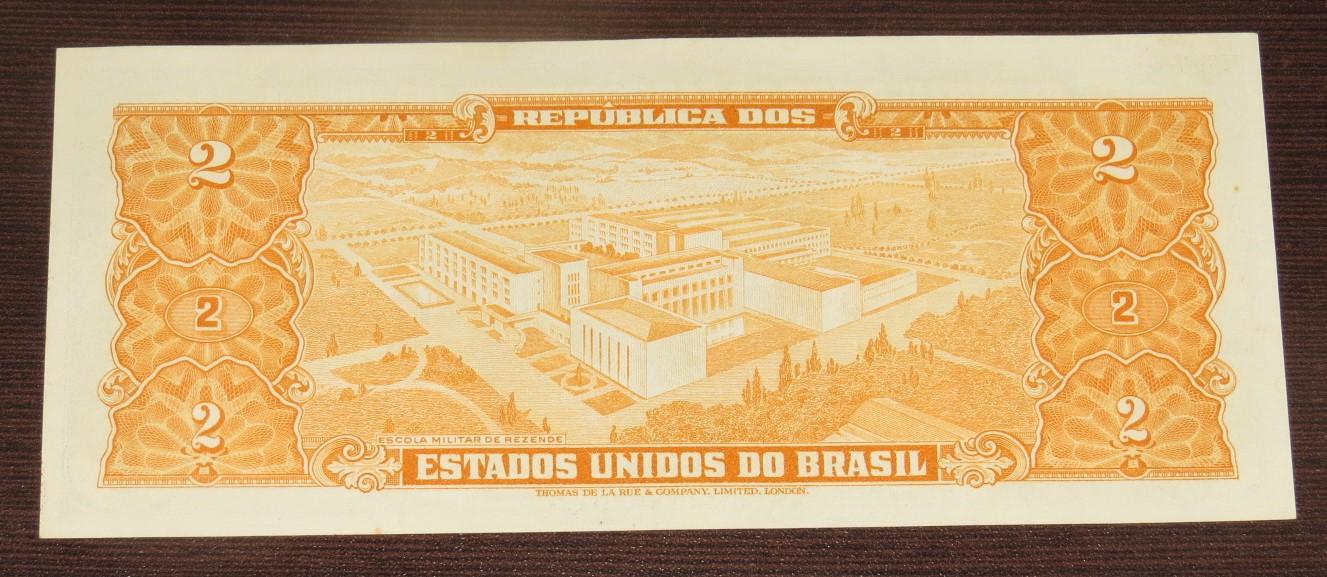 REPÚBLICA DOS
2 2
2 2
2 2
2 2
ESCOLA MILITAR DE REZENDE
ESTADOS UNIDOS DO BRASIL
THOMAS DE LA RUE & COMPANY, LIMITED, LONDON.